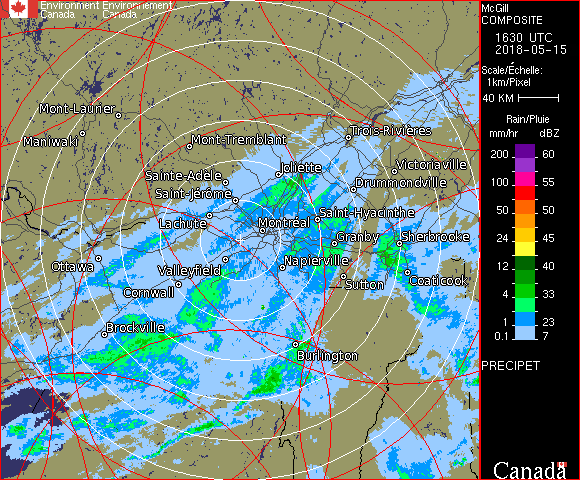 Environment Environnement
Canada Canada
McGill
COMPOSITE
1630 UTC
2018-05-15
Scale/Échelle:
1km/Pixel
40 KM
Rain/Pluie
mm/hr dBZ
200 60
100 55
50 50
24 45
12 40
8 33
4 33
1 23
0.1 7
PRECIPET
Canada
Mont-Laurier
Maniwaki
Mont-Tremblant
Trois-Rivières
Sainte-Adèle
Joliette
Victoriaville
Saint-Jérôme
Drummondville
Lachute
Montréal
Saint-Hyacinthe
Granby
Sherbrooke
Ottawa
Valleyfield
Napierville
Cornwall
Sutton
Coaticook
Brockville
Burlington